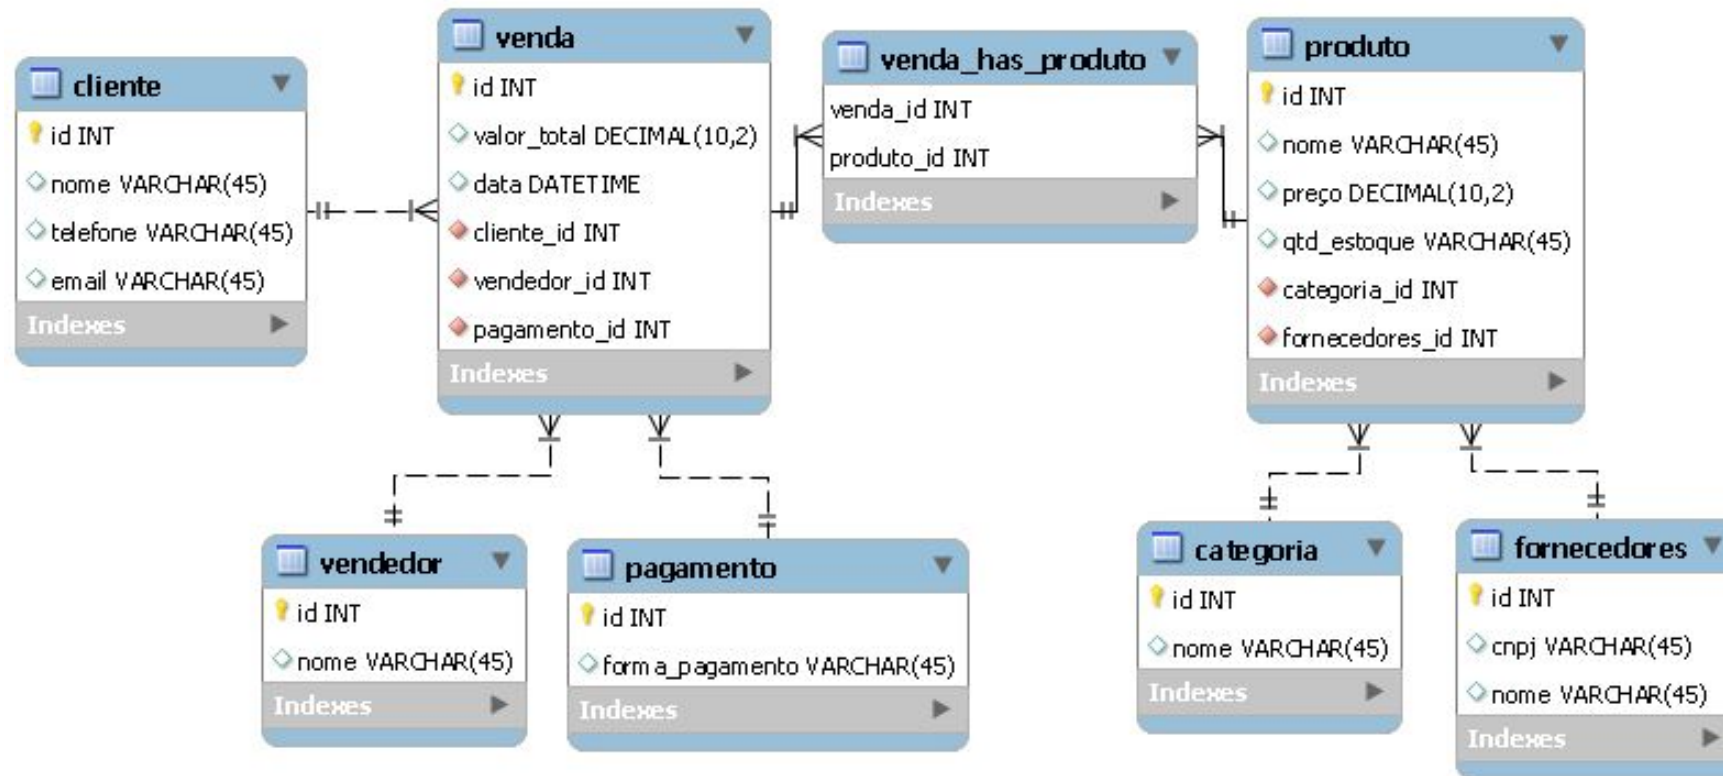 cliente
id INT
nome VARCHAR(45)
telefone VARCHAR(45)
email VARCHAR(45)
Indexes
venda
id INT
valor_total DECIMAL(10,2)
data DATETIME
cliente_id INT
vendedor_id INT
pagamento_id INT
Indexes
venda_has_produto
venda_id INT
produto_id INT
Indexes
produto
id INT
nome VARCHAR(45)
preço DECIMAL(10,2)
qtd_estoque VARCHAR(45)
categoria_id INT
fornecedores_id INT
Indexes
vendedor
id INT
nome VARCHAR(45)
Indexes
pagamento
id INT
forma_pagamento VARCHAR(45)
Indexes
categoria
id INT
nome VARCHAR(45)
Indexes
fornecedores
id INT
cnpj VARCHAR(45)
nome VARCHAR(45)
Indexes